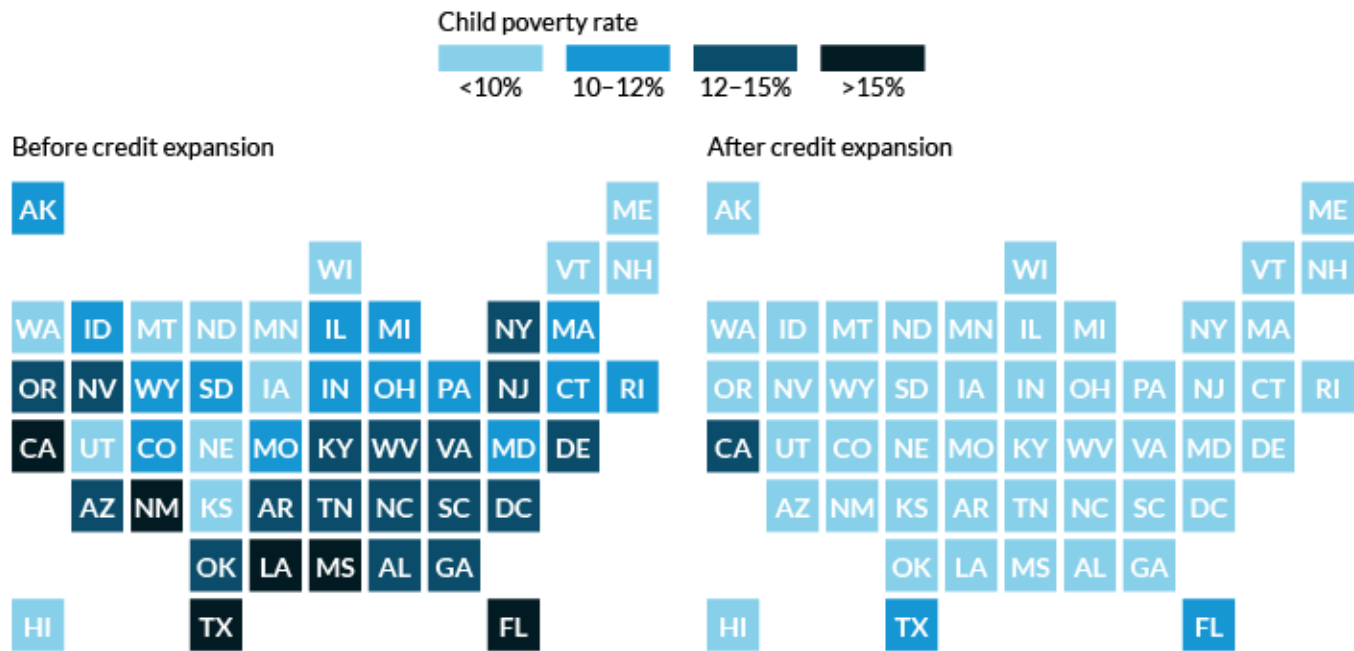 Child poverty rate
<10% 10–12% 12–15% >15%
Before credit expansion
AK ME
WI VT NH
WA ID MT ND MN IL MI NY MA
OR NV WY SD IA IN OH PA NJ CT RI
CA UT CO NE MO KY WV VA MD DE
AZ NM KS AR TN NC SC DC
OK LA MS AL GA
HI TX FL
After credit expansion
AK ME
WI VT NH
WA ID MT ND MN IL MI NY MA
OR NV WY SD IA IN OH PA NJ CT RI
CA UT CO NE MO KY WV VA MD DE
AZ NM KS AR TN NC SC DC
OK LA MS AL GA
HI TX FL